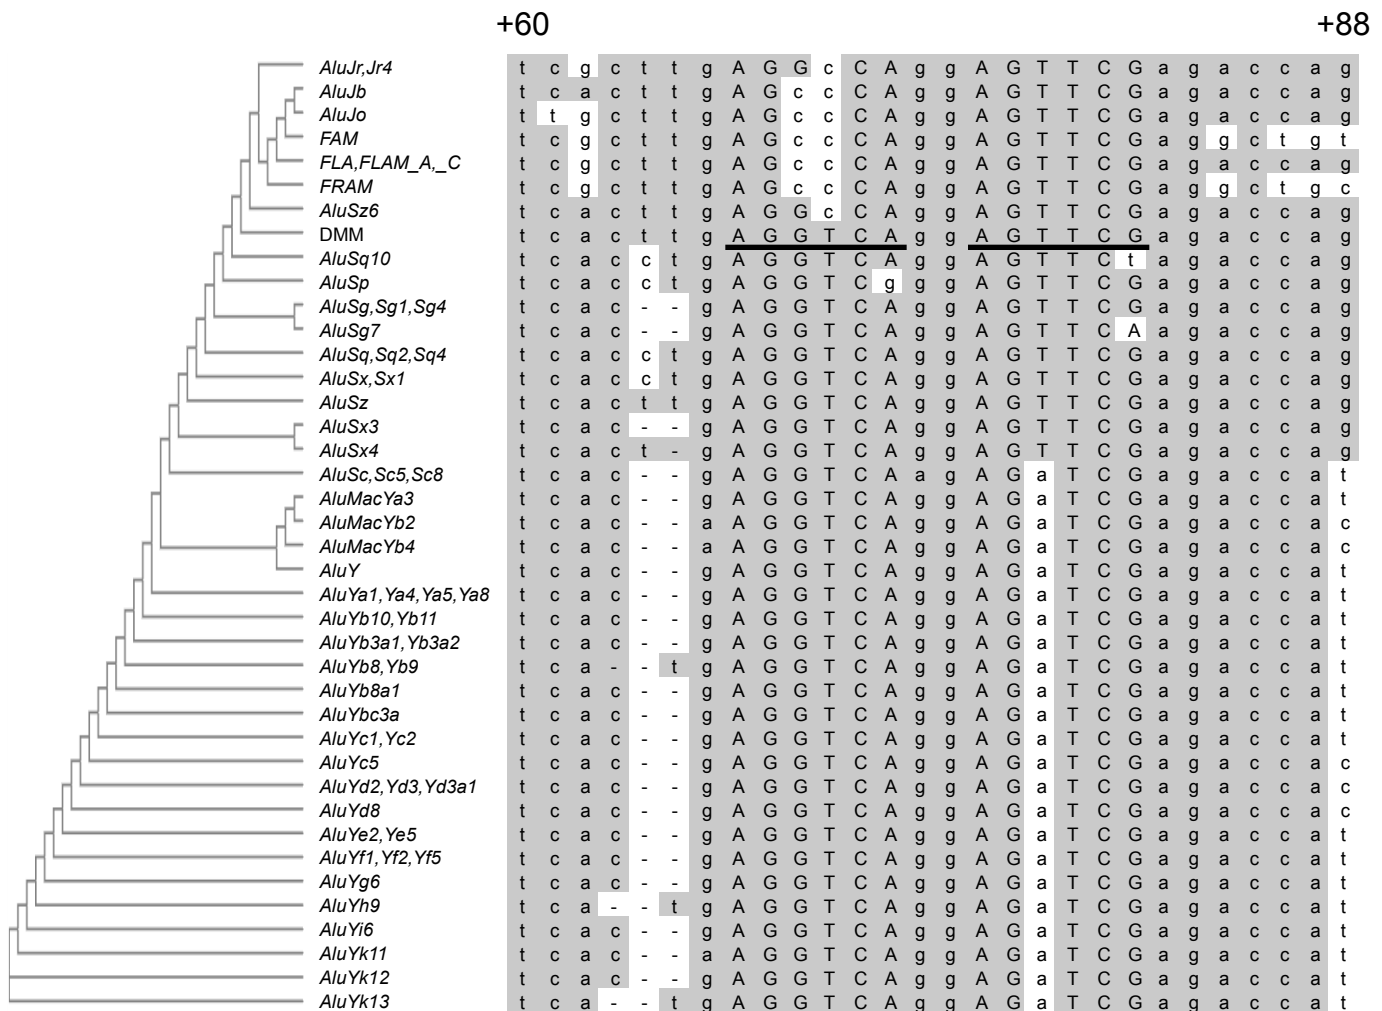 +60 +88
AluJr,Jr4 t c g c t t g A G G c C A g g A G T T C G a g a c c a g
AluJb t c a c t t g A G c c C A g g A G T T C G a g a c c a g
AluJo t t g c t t g A G c c C A g g A G T T C G a g a c c a g
FAM t c g c t t g A G c c C A g g A G T T C G a g g c t g t
FLA,FLAM_A,_C t c g c t t g A G c c C A g g A G T T C G a g a c c a g
FRAM t c g c t t g A G c c C A g g A G T T C G a g g c t g c
AluSz6 t c a c t t g A G G c C A g g A G T T C G a g a c c a g
DMM t c a c t t g A G G T C A g g A G T T C G a g a c c a g
AluSq10 t c a c c t g A G G T C A g g A G T T C t a g a c c a g
AluSp t c a c c t g A G G T C g g g A G T T C G a g a c c a g
AluSg,Sg1,Sg4 t c a c - - g A G G T C A g g A G T T C G a g a c c a g
AluSg7 t c a c - - g A G G T C A g g A G T T C A a g a c c a g
AluSq,Sq2,Sq4 t c a c c t g A G G T C A g g A G T T C G a g a c c a g
AluSx,Sx1 t c a c c t g A G G T C A g g A G T T C G a g a c c a g
AluSz t c a c t t g A G G T C A g g A G T T C G a g a c c a g
AluSx3 t c a c - - g A G G T C A g g A G T T C G a g a c c a g
AluSx4 t c a c t - g A G G T C A g g A G T T C G a g a c c a g
AluSc,Sc5,Sc8 t c a c - - g A G G T C A a g A G a T C G a g a c c a t
AluMacYa3 t c a c - - g A G G T C A g g A G a T C G a g a c c a t
AluMacYb2 t c a c - - a A G G T C A g g A G a T C G a g a c c a c
AluMacYb4 t c a c - - a A G G T C A g g A G a T C G a g a c c a c
AluY t c a c - - g A G G T C A g g A G a T C G a g a c c a t
AluYa1,Ya4,Ya5,Ya8 t c a c - - g A G G T C A g g A G a T C G a g a c c a t
AluYb10,Yb11 t c a c - - g A G G T C A g g A G a T C G a g a c c a t
AluYb3a1,Yb3a2 t c a c - - g A G G T C A g g A G a T C G a g a c c a t
AluYb8,Yb9 t c a - - t g A G G T C A g g A G a T C G a g a c c a t
AluYb8a1 t c a c - - g A G G T C A g g A G a T C G a g a c c a t
AluYbc3a t c a c - - g A G G T C A g g A G a T C G a g a c c a t
AluYc1,Yc2 t c a c - - g A G G T C A g g A G a T C G a g a c c a t
AluYc5 t c a c - - g A G G T C A g g A G a T C G a g a c c a c
AluYd2,Yd3,Yd3a1 t c a c - - g A G G T C A g g A G a T C G a g a c c a c
AluYd8 t c a c - - g A G G T C A g g A G a T C G a g a c c a c
AluYe2,Ye5 t c a c - - g A G G T C A g g A G a T C G a g a c c a t
AluYf1,Yf2,Yf5 t c a c - - g A G G T C A g g A G a T C G a g a c c a t
AluYg6 t c a c - - g A G G T C A g g A G a T C G a g a c c a t
AluYh9 t c a - - t g A G G T C A g g A G a T C G a g a c c a t
AluYi6 t c a c - - g A G G T C A g g A G a T C G a g a c c a t
AluYk11 t c a c - - a A G G T C A g g A G a T C G a g a c c a t
AluYk12 t c a c - - g A G G T C A g g A G a T C G a g a c c a t
AluYk13 t c a - - t g A G G T C A g g A G a T C G a g a c c a t